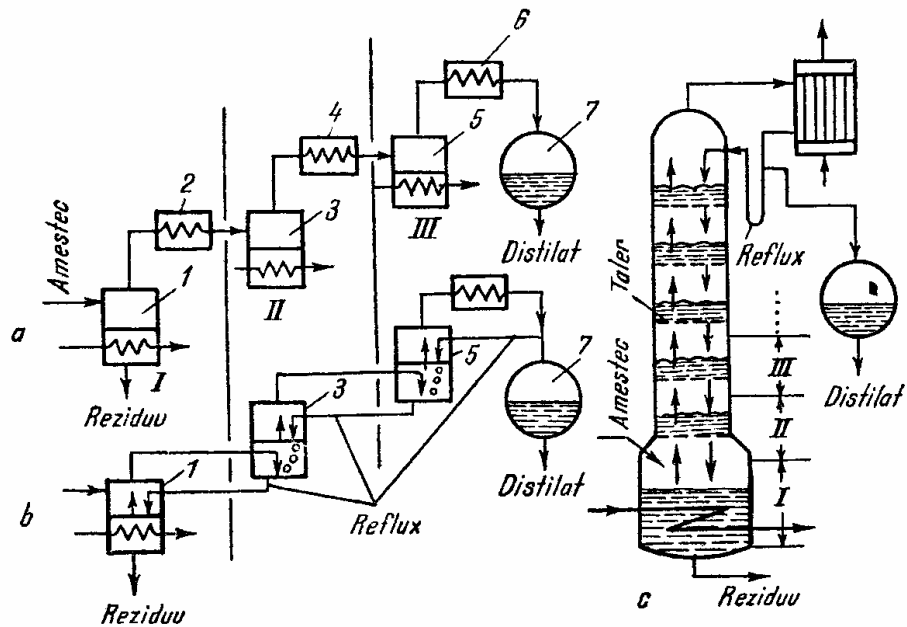 6
4
5
7
2
3
III
Distilat
Amestec
1
II
a
I
Reziduu
5
7
3
Distilat
1
Reflux
b
Reziduu
Reflux
Taler
Amestec
III
II
I
Distilat
c
Reziduu